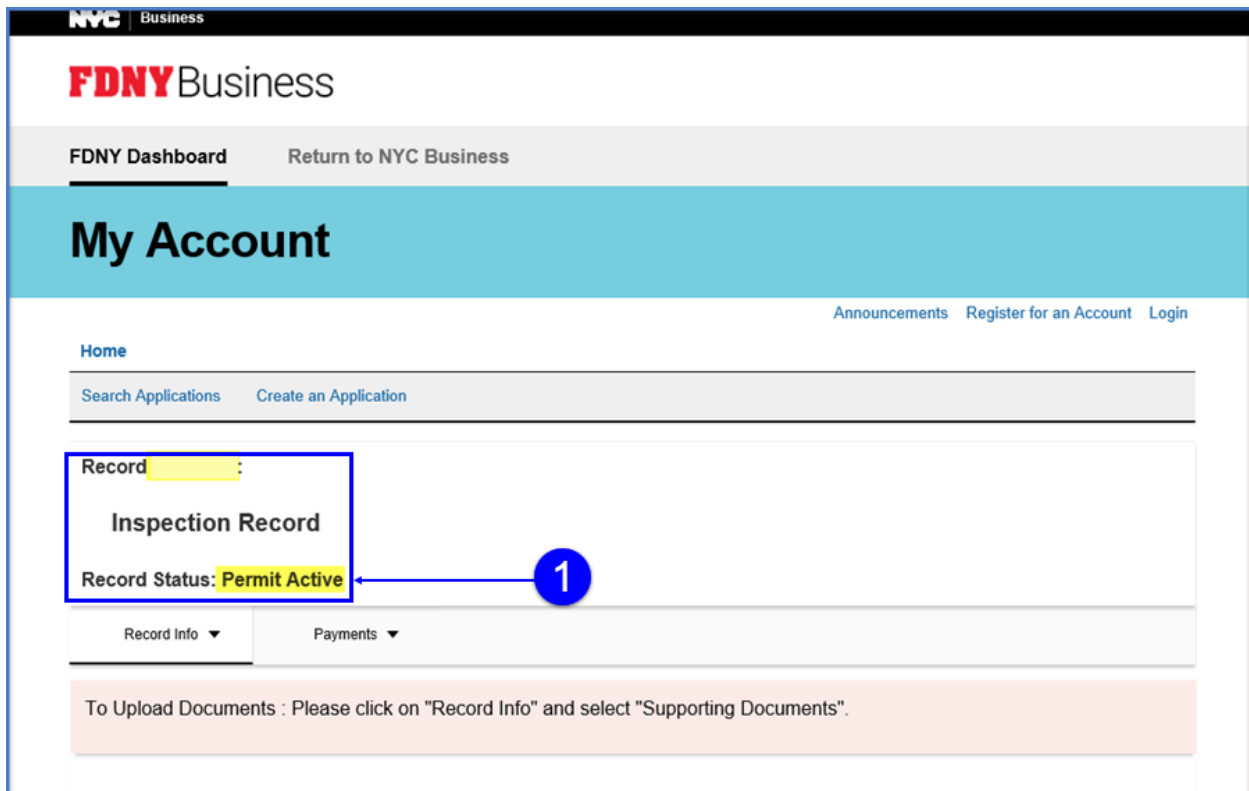 NYC Business
FDNY Business
FDNY Dashboard Return to NYC Business
My Account
Announcements Register for an Account Login
Home
Search Applications Create an Application
Record :
Inspection Record
Record Status: Permit Active
1
Record Info Payments
To Upload Documents : Please click on "Record Info" and select "Supporting Documents".